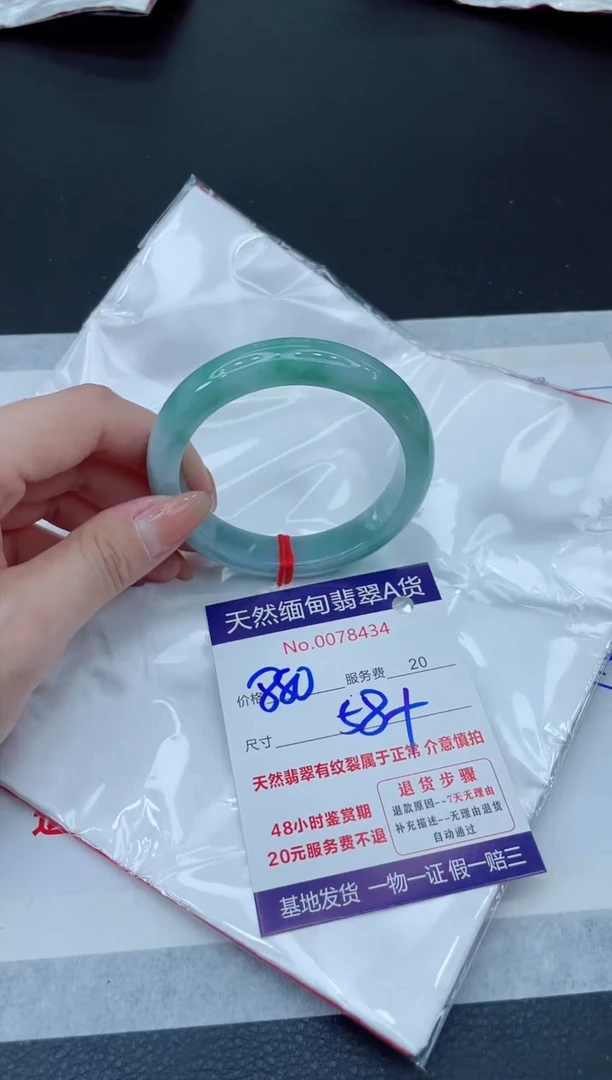 天然缅甸翡翠A货
No.0078434
价格 880 服务费 20
尺寸 58+
天然翡翠有纹裂属于正常 介意慎拍
48小时鉴赏期
20元服务费不退
退货步骤
退款原因--7天无理由
补充描述--无理由退货
自动通过
基地发货 一物一证 假一赔三